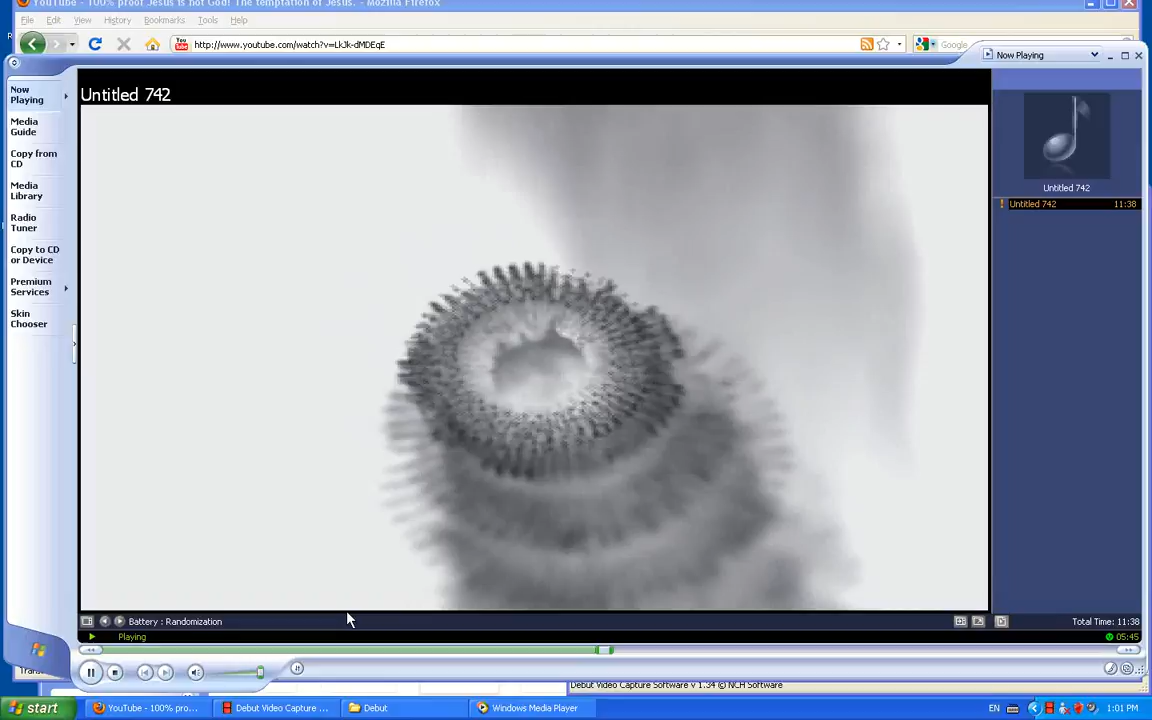 YouTube - 100% proof Jesus is not God! The temptation of Jesus. - Mozilla Firefox
File Edit View History Bookmarks Tools Help
http://www.youtube.com/watch?v=LkJk-dMDEqE
Google
Now Playing
Now
Playing
Media
Guide
Copy from
CD
Media
Library
Radio
Tuner
Copy to CD
or Device
Premium
Services
Skin
Chooser
Untitled 742
Untitled 742
Untitled 742 11:38
Battery : Randomization
Total Time: 11:38
Playing
05:45
Debut Video Capture Software v 1.34 © NCH Software
start
YouTube - 100% proo...
Debut Video Capture ...
Debut
Windows Media Player
EN
1:01 PM